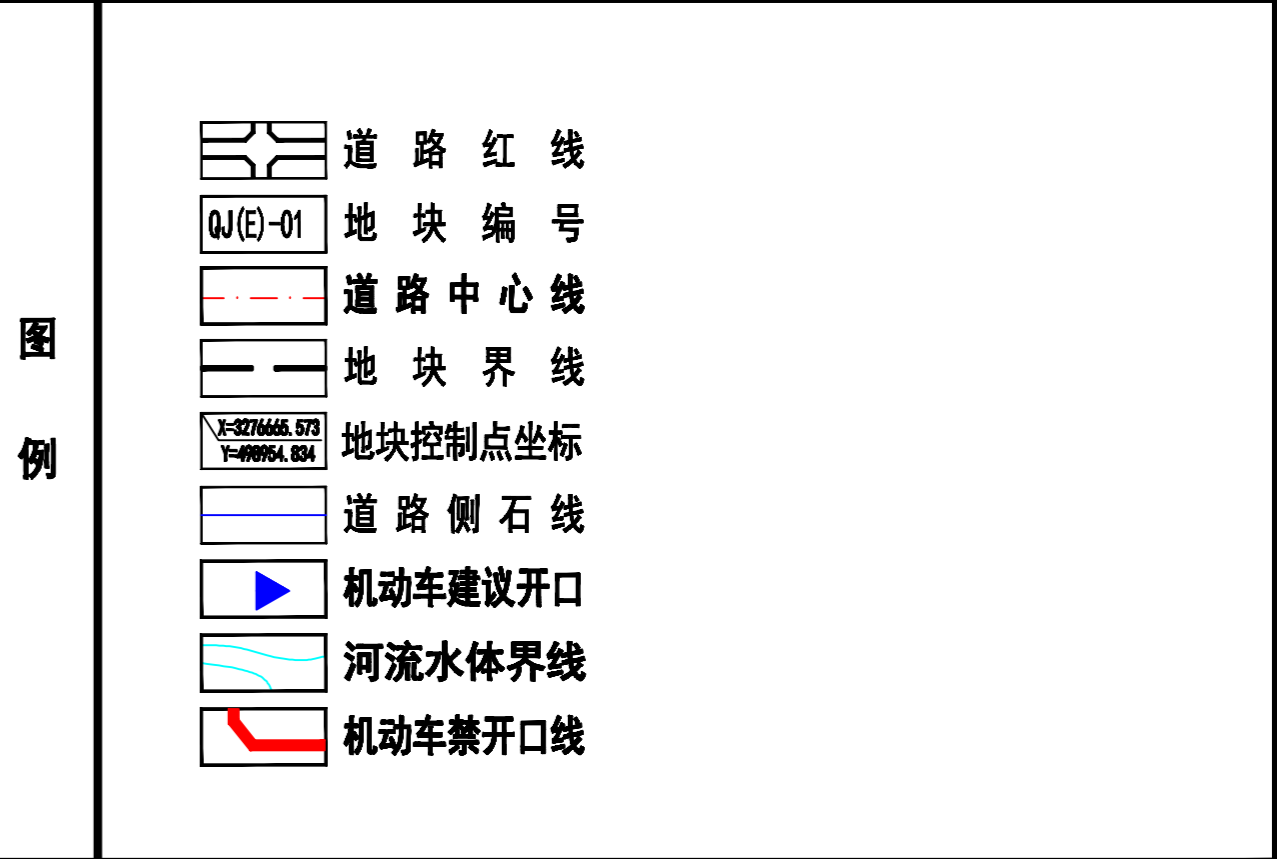 图例
道路红线
QJ(E)-01 地块编号
道路中心线
地块界线
X=3276665.573
Y=490954.834
地块控制点坐标
道路侧石线
机动车建议开口
河流水体界线
机动车禁开口线